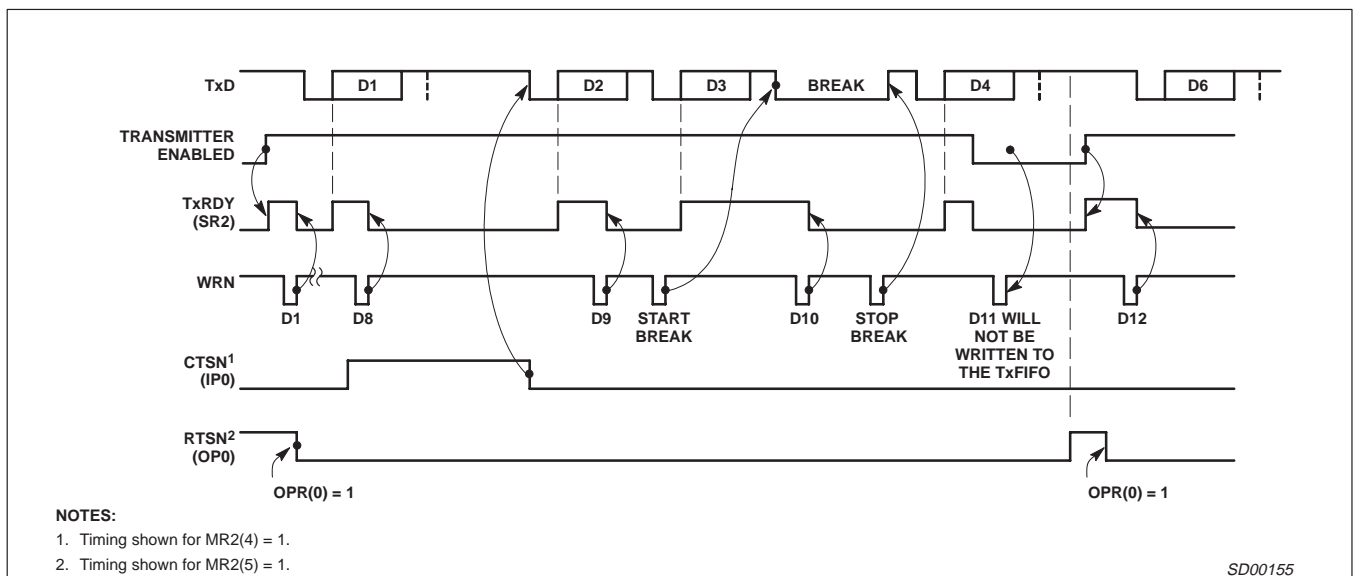 TxD
D1
D2
D3
BREAK
D4
D6
TRANSMITTER
ENABLED
TxRDY
(SR2)
WRN
D1
D8
D9
START
BREAK
D10
STOP
BREAK
D11 WILL
NOT BE
WRITTEN TO
THE TxFIFO
D12
CTSN1
(IP0)
RTSN2
(OP0)
OPR(0) = 1
OPR(0) = 1
NOTES:
1. Timing shown for MR2(4) = 1.
2. Timing shown for MR2(5) = 1.
SD00155